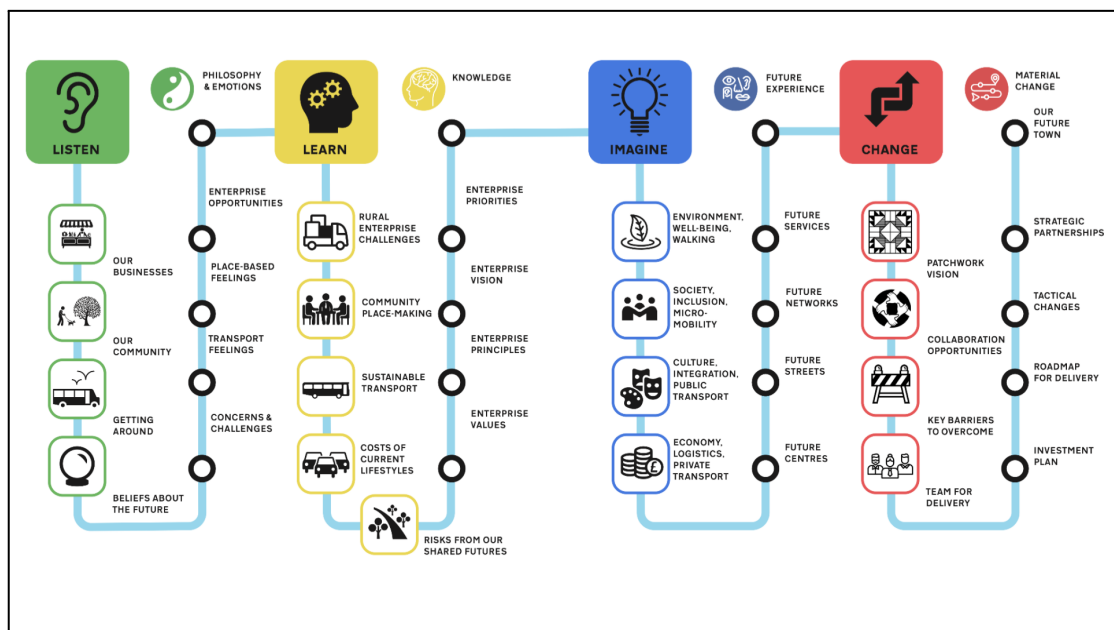 LISTEN
PHILOSOPHY
& EMOTIONS
OUR
BUSINESSES
OUR
COMMUNITY
GETTING
AROUND
BELIEFS ABOUT
THE FUTURE
ENTERPRISE
OPPORTUNITIES
PLACE-BASED
FEELINGS
TRANSPORT
FEELINGS
CONCERNS &
CHALLENGES
LEARN
KNOWLEDGE
RURAL
ENTERPRISE
CHALLENGES
COMMUNITY
PLACE-MAKING
SUSTAINABLE
TRANSPORT
COSTS OF
CURRENT
LIFESTYLES
RISKS FROM OUR
SHARED FUTURES
ENTERPRISE
PRIORITIES
ENTERPRISE
VISION
ENTERPRISE
PRINCIPLES
ENTERPRISE
VALUES
IMAGINE
FUTURE
EXPERIENCE
ENVIRONMENT,
WELL-BEING,
WALKING
SOCIETY,
INCLUSION,
MICRO-
MOBILITY
CULTURE,
INTEGRATION,
PUBLIC
TRANSPORT
£
ECONOMY,
LOGISTICS,
PRIVATE
TRANSPORT
FUTURE
SERVICES
FUTURE
NETWORKS
FUTURE
STREETS
FUTURE
CENTRES
CHANGE
MATERIAL
CHANGE
PATCHWORK
VISION
COLLABORATION
OPPORTUNITIES
KEY BARRIERS
TO OVERCOME
TEAM FOR
DELIVERY
OUR
FUTURE
TOWN
STRATEGIC
PARTNERSHIPS
TACTICAL
CHANGES
ROADMAP
FOR DELIVERY
INVESTMENT
PLAN